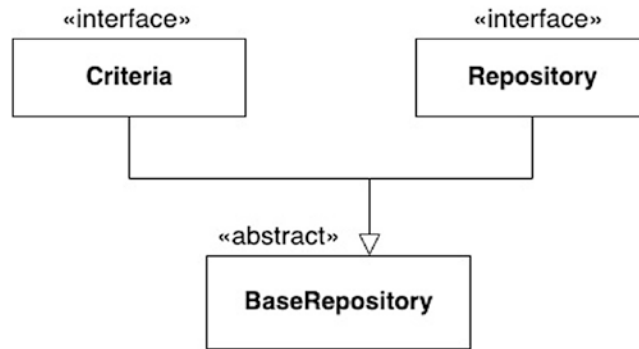 «interface»
«interface»
Criteria
Repository
«abstract»
BaseRepository